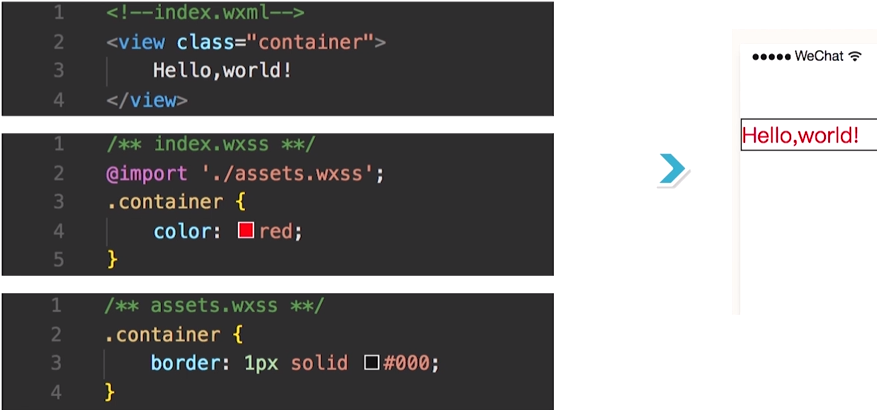 1 <!--index.wxml-->
2 <view class="container">
3 Hello,world!
4 </view>
1 /** index.wxss **/
2 @import './assets.wxss';
3 .container {
4 color: red;
5 }
1 /** assets.wxss **/
2 .container {
3 border: 1px solid #000;
4 }
WeChat
Hello,world!